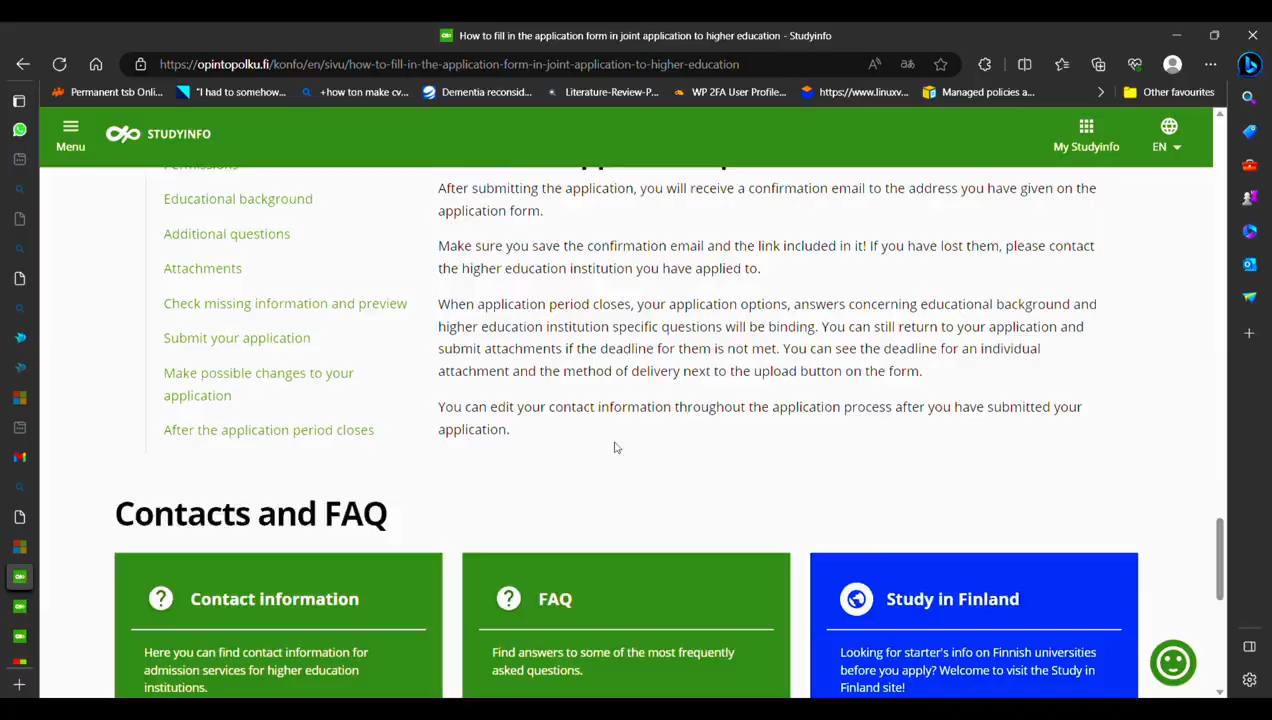 How to fill in the application form in joint application to higher education - Studyinfo
https://opintopolku.fi/konfo/en/sivu/how-to-fill-in-the-application-form-in-joint-application-to-higher-education
Permanent tsb Onli...
"I had to somehow...
+how ton make cv...
Dementia reconsid...
Literature-Review-P...
WP 2FA User Profile...
https://www.linuxv...
Managed policies a...
Other favourites
Menu
STUDYINFO
My Studyinfo
EN
Educational background
Additional questions
Attachments
Check missing information and preview
Submit your application
Make possible changes to your
application
After the application period closes
After submitting the application, you will receive a confirmation email to the address you have given on the
application form.
Make sure you save the confirmation email and the link included in it! If you have lost them, please contact
the higher education institution you have applied to.
When application period closes, your application options, answers concerning educational background and
higher education institution specific questions will be binding. You can still return to your application and
submit attachments if the deadline for them is not met. You can see the deadline for an individual
attachment and the method of delivery next to the upload button on the form.
You can edit your contact information throughout the application process after you have submitted your
application.
Contacts and FAQ
Contact information
Here you can find contact information for
admission services for higher education
institutions.
FAQ
Find answers to some of the most frequently
asked questions.
Study in Finland
Looking for starter's info on Finnish universities
before you apply? Welcome to visit the Study in
Finland site!